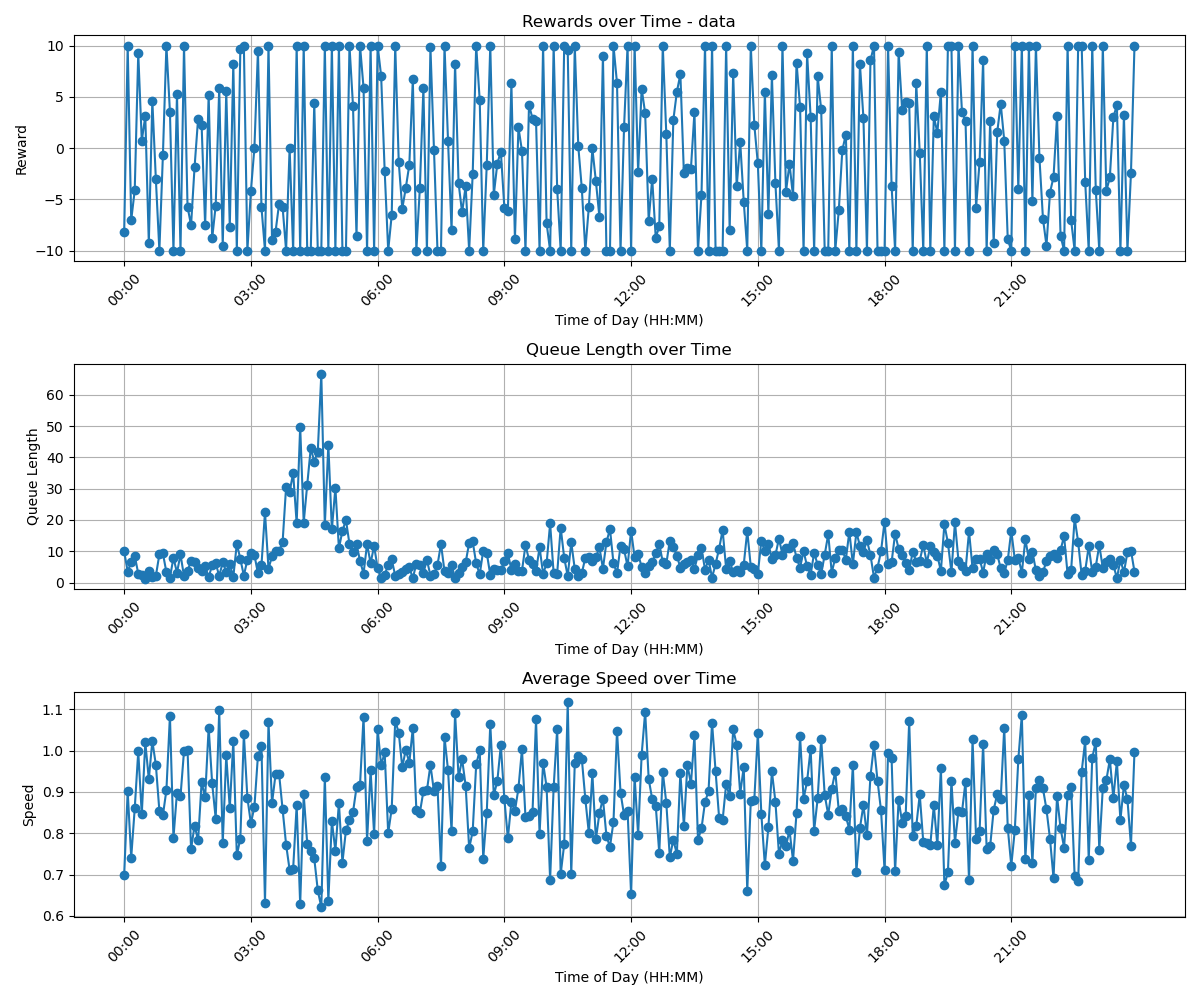 Rewards over Time - data
10
5
0
−5
−10
Reward
00:00 03:00 06:00 09:00 12:00 15:00 18:00 21:00
Time of Day (HH:MM)
Queue Length over Time
60
50
40
30
20
10
0
Queue Length
00:00 03:00 06:00 09:00 12:00 15:00 18:00 21:00
Time of Day (HH:MM)
Average Speed over Time
1.1
1.0
0.9
0.8
0.7
0.6
Speed
00:00 03:00 06:00 09:00 12:00 15:00 18:00 21:00
Time of Day (HH:MM)